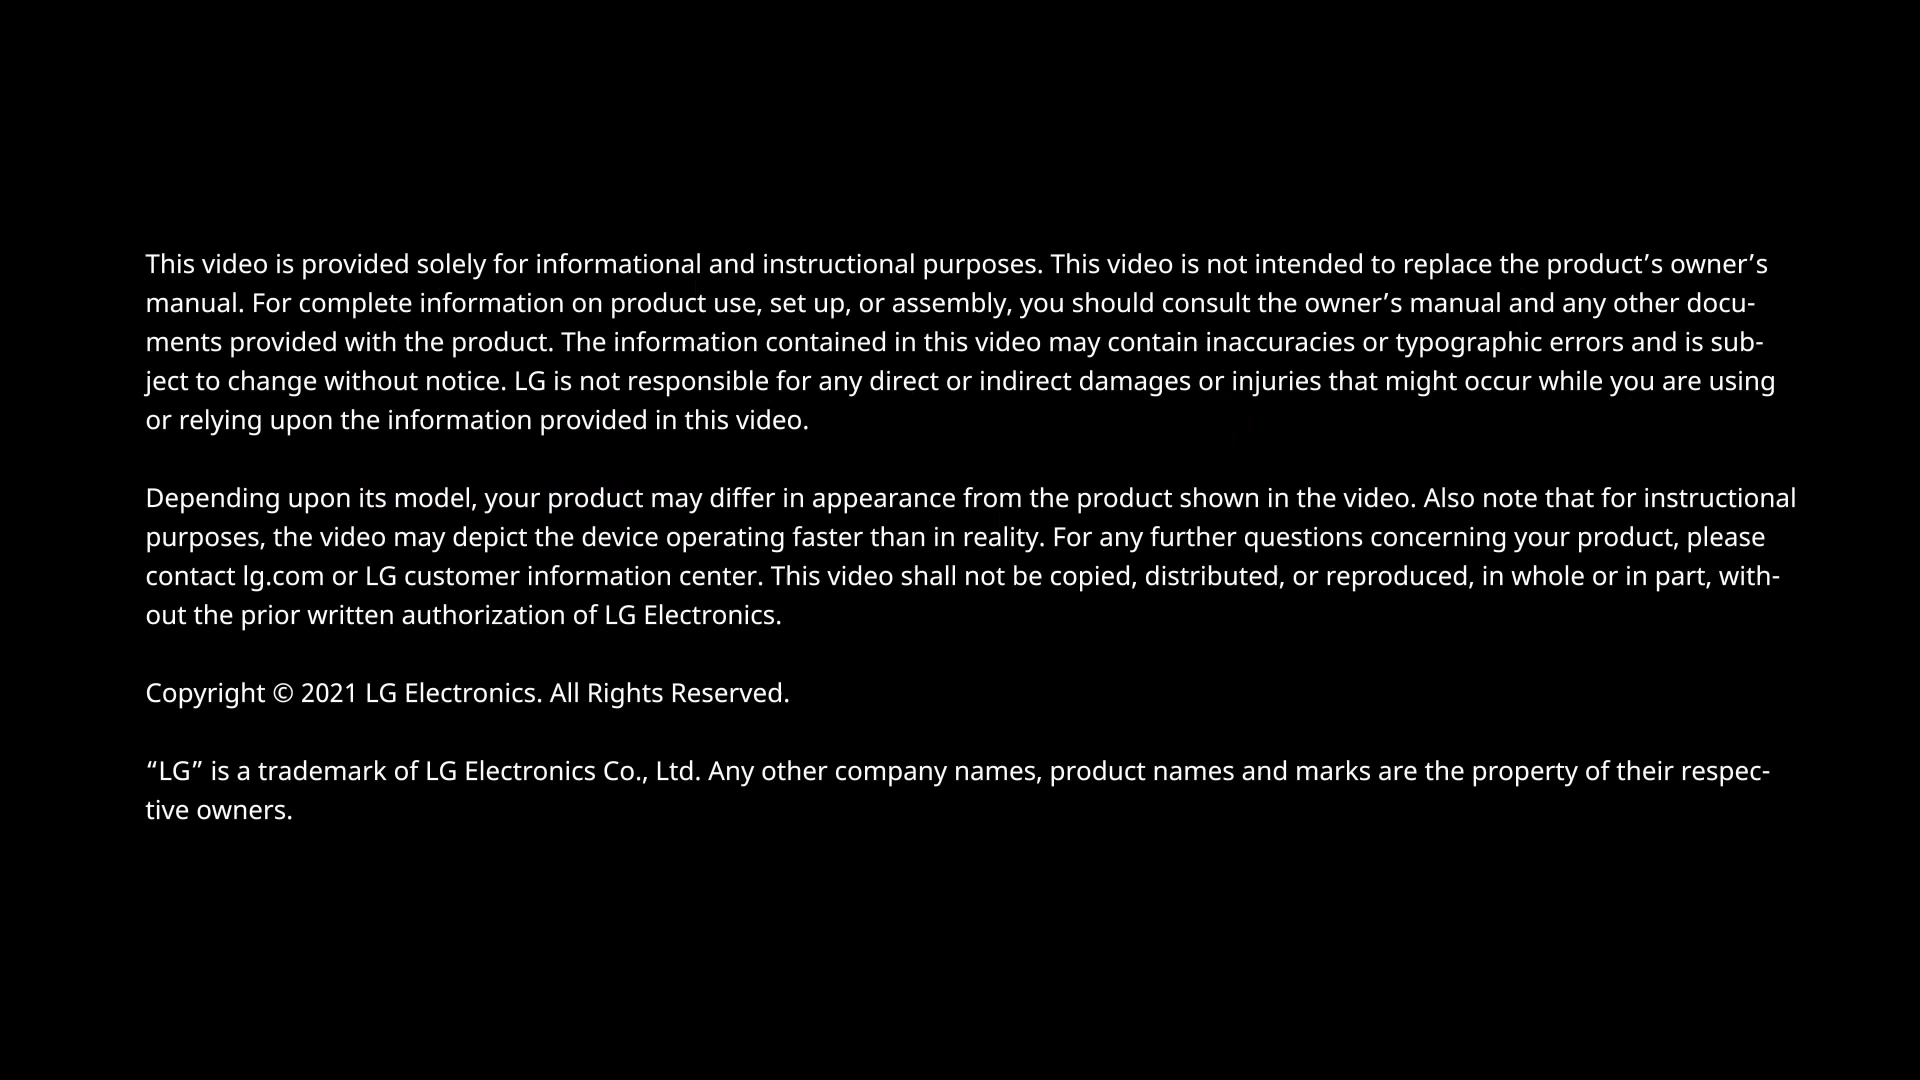 This video is provided solely for informational and instructional purposes. This video is not intended to replace the product’s owner’s
manual. For complete information on product use, set up, or assembly, you should consult the owner’s manual and any other docu-
ments provided with the product. The information contained in this video may contain inaccuracies or typographic errors and is sub-
ject to change without notice. LG is not responsible for any direct or indirect damages or injuries that might occur while you are using
or relying upon the information provided in this video.
Depending upon its model, your product may differ in appearance from the product shown in the video. Also note that for instructional
purposes, the video may depict the device operating faster than in reality. For any further questions concerning your product, please
contact lg.com or LG customer information center. This video shall not be copied, distributed, or reproduced, in whole or in part, with-
out the prior written authorization of LG Electronics.
Copyright © 2021 LG Electronics. All Rights Reserved.
“LG” is a trademark of LG Electronics Co., Ltd. Any other company names, product names and marks are the property of their respec-
tive owners.